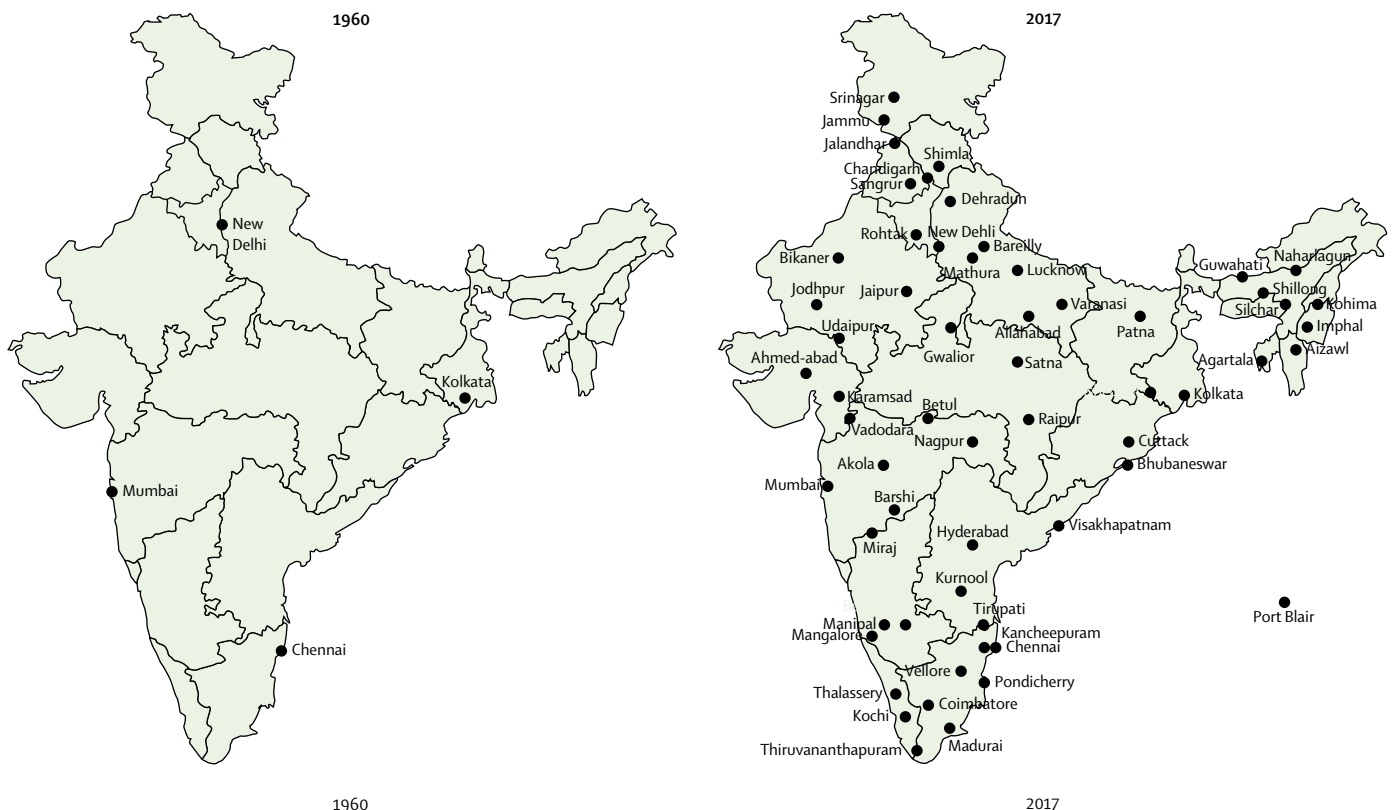 1960
New
Delhi
Kolkata
Mumbai
Chennai
1960
2017
Srinagar
Jammu
Jalandhar
Shimla
Chandigarh
Sangrur
Dehradun
Rohtak
New Dehli
Bareilly
Bikaner
Mathura
Lucknow
Guwahati
Naharlagun
Jodhpur
Jaipur
Varanasi
Shillong
Silchar
Kohima
Udaipur
Allahabad
Patna
Imphal
Gwalior
Ahmed-abad
Satna
Agartala
Aizawl
Karamsad
Kolkata
Betul
Vadodara
Raipur
Nagpur
Cuttack
Akola
Bhubaneswar
Mumbai
Barshi
Visakhapatnam
Miraj
Hyderabad
Kurnool
Tirupati
Port Blair
Manipal
Mangalore
Kancheepuram
Chennai
Vellore
Pondicherry
Thalassery
Coimbatore
Kochi
Madurai
Thiruvananthapuram
2017